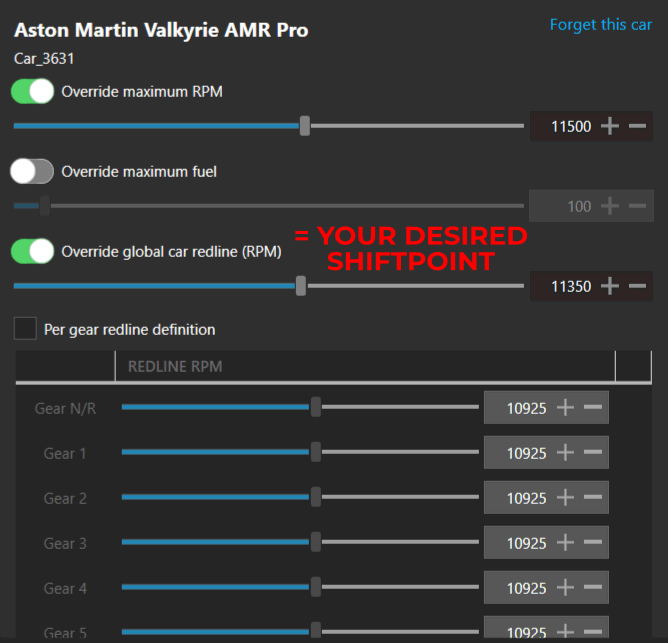 Aston Martin Valkyrie AMR Pro
Forget this car
Car_3631
Override maximum RPM
11500 + −
Override maximum fuel
100 + −
= YOUR DESIRED
SHIFTPOINT
Override global car redline (RPM)
11350 + −
Per gear redline definition
REDLINE RPM
Gear N/R 10925 + −
Gear 1 10925 + −
Gear 2 10925 + −
Gear 3 10925 + −
Gear 4 10925 + −
Gear 5 10925 + −